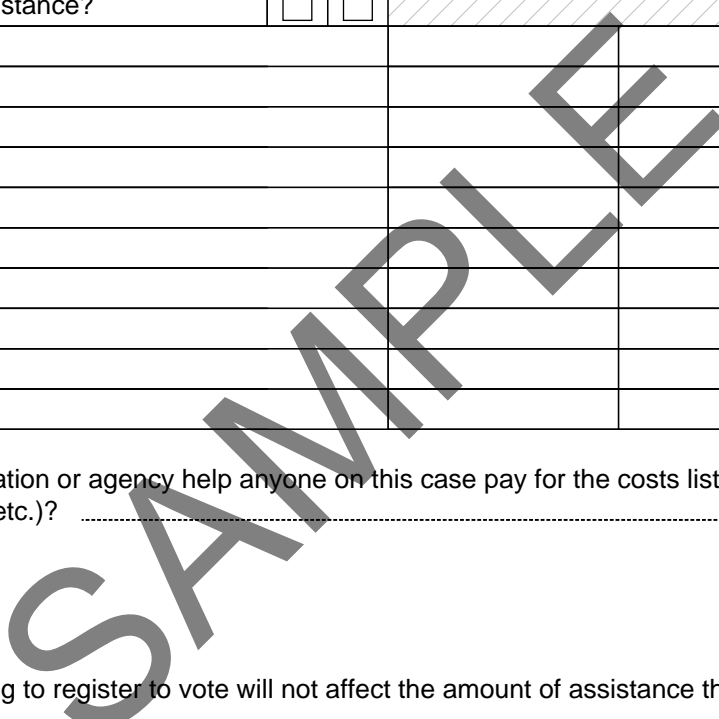 stance?
ation or agency help anyone on this case pay for the costs list
etc.)?
g to register to vote will not affect the amount of assistance th
SAMPLE